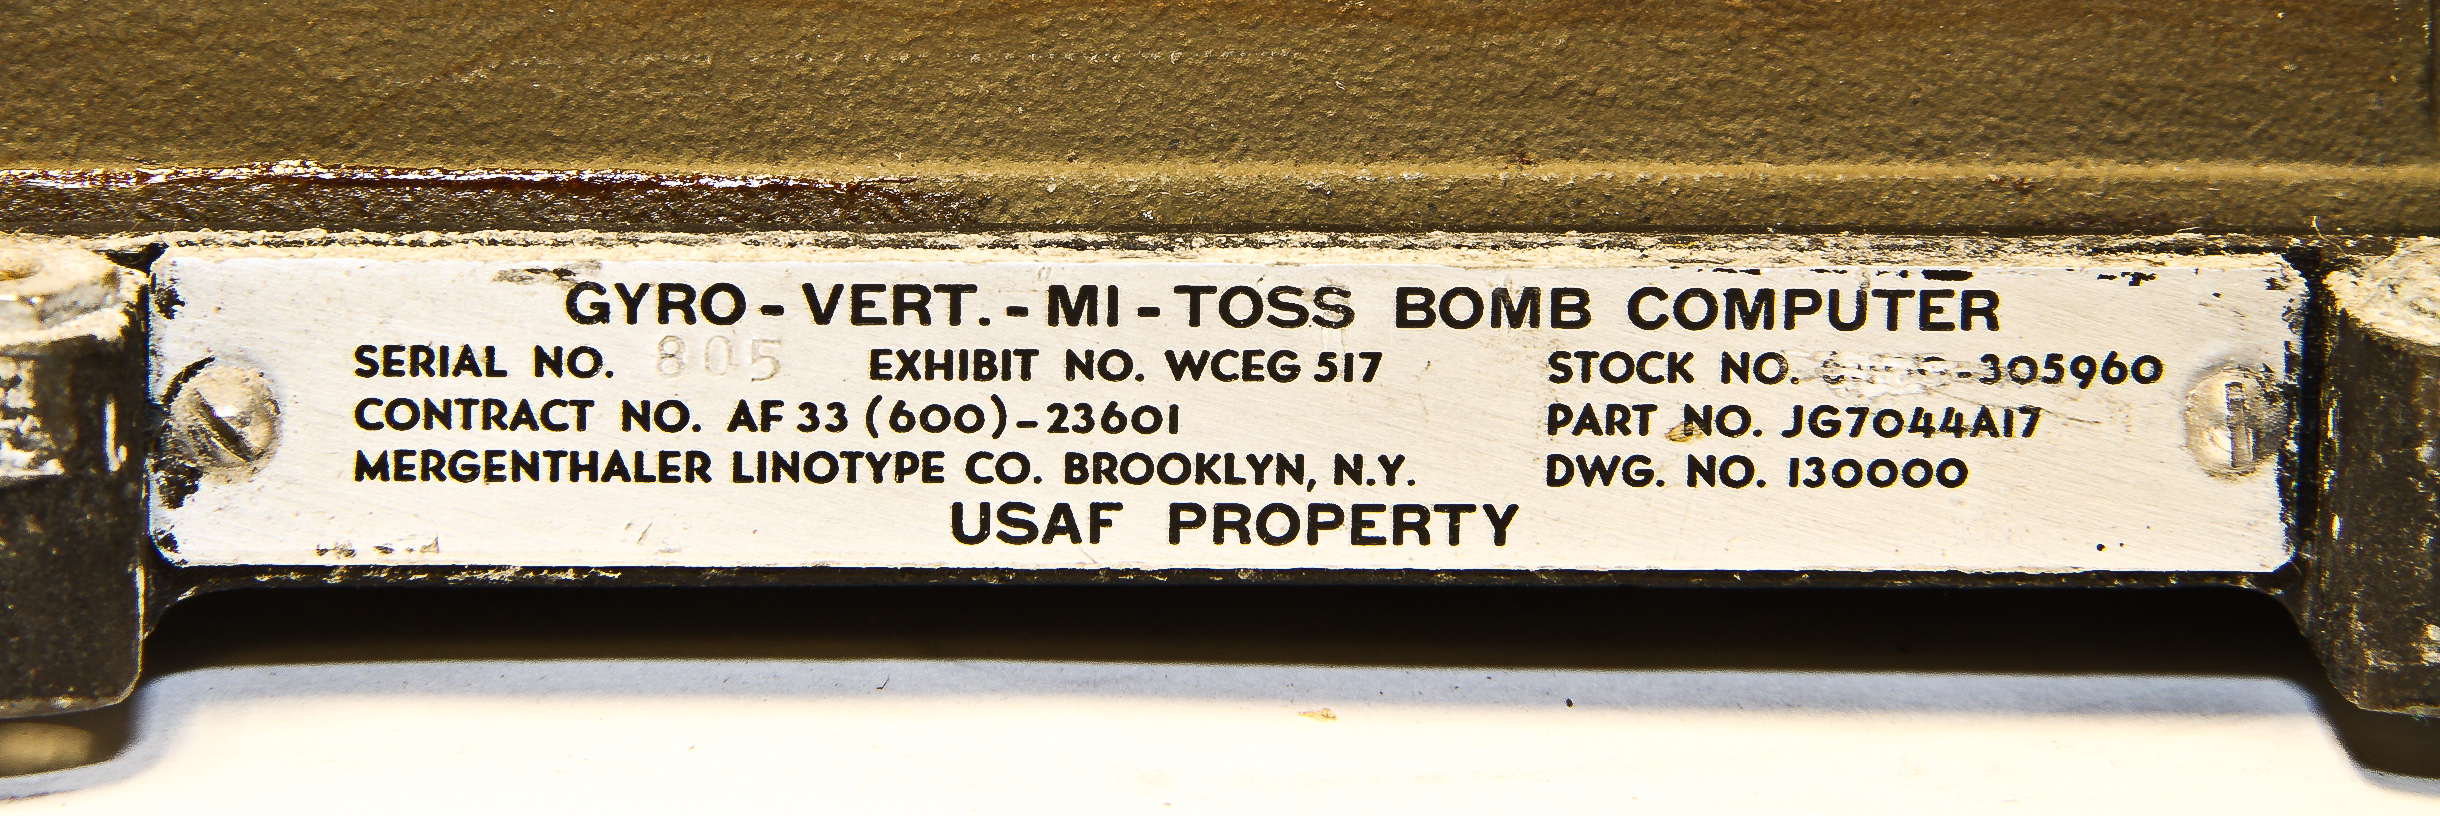 GYRO-VERT.-MI-TOSS BOMB COMPUTER
SERIAL NO. 805 EXHIBIT NO. WCEG 517 STOCK NO. -305960
CONTRACT NO. AF 33 (600)-23601 PART NO. JG7044A17
MERGENTHALER LINOTYPE CO. BROOKLYN, N.Y. DWG. NO. 130000
USAF PROPERTY